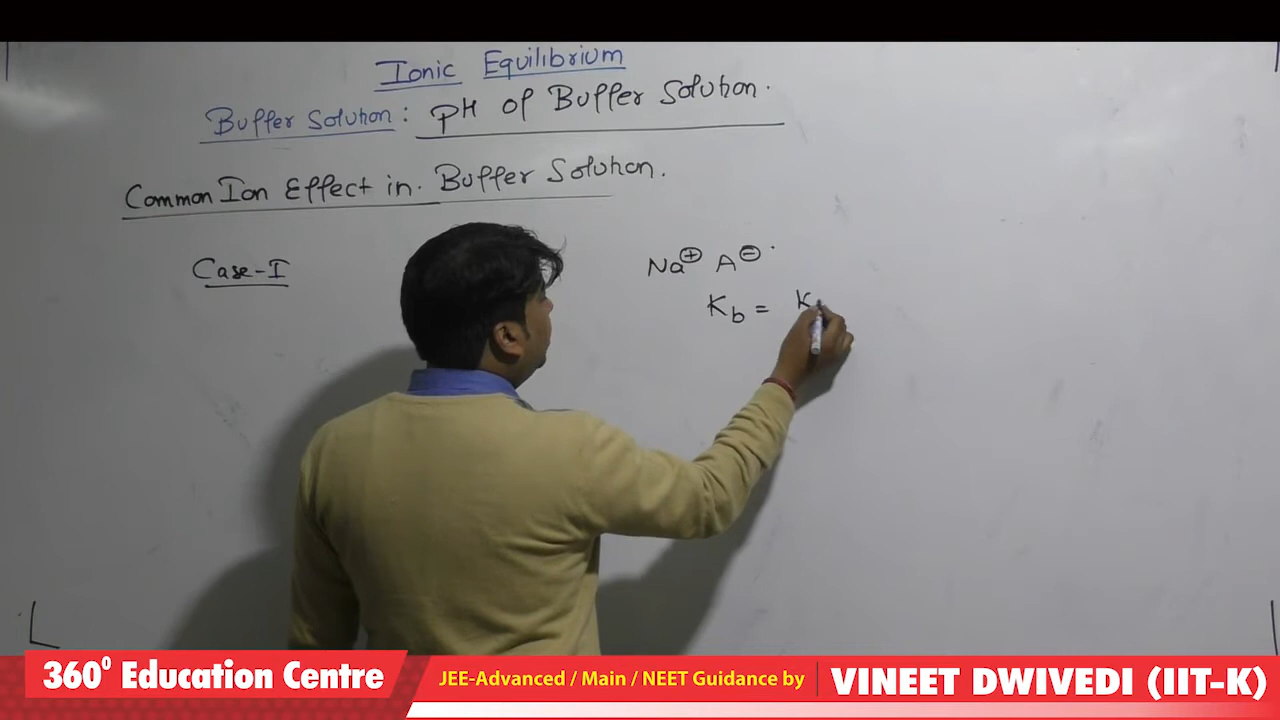 Ionic Equilibrium
Buffer Solution : PH of Buffer Solution.
Common Ion Effect in. Buffer Solution.
Case-I
Na⊕ A⊖
Kb = K
360⁰ Education Centre
JEE-Advanced / Main / NEET Guidance by
VINEET DWIVEDI (IIT-K)